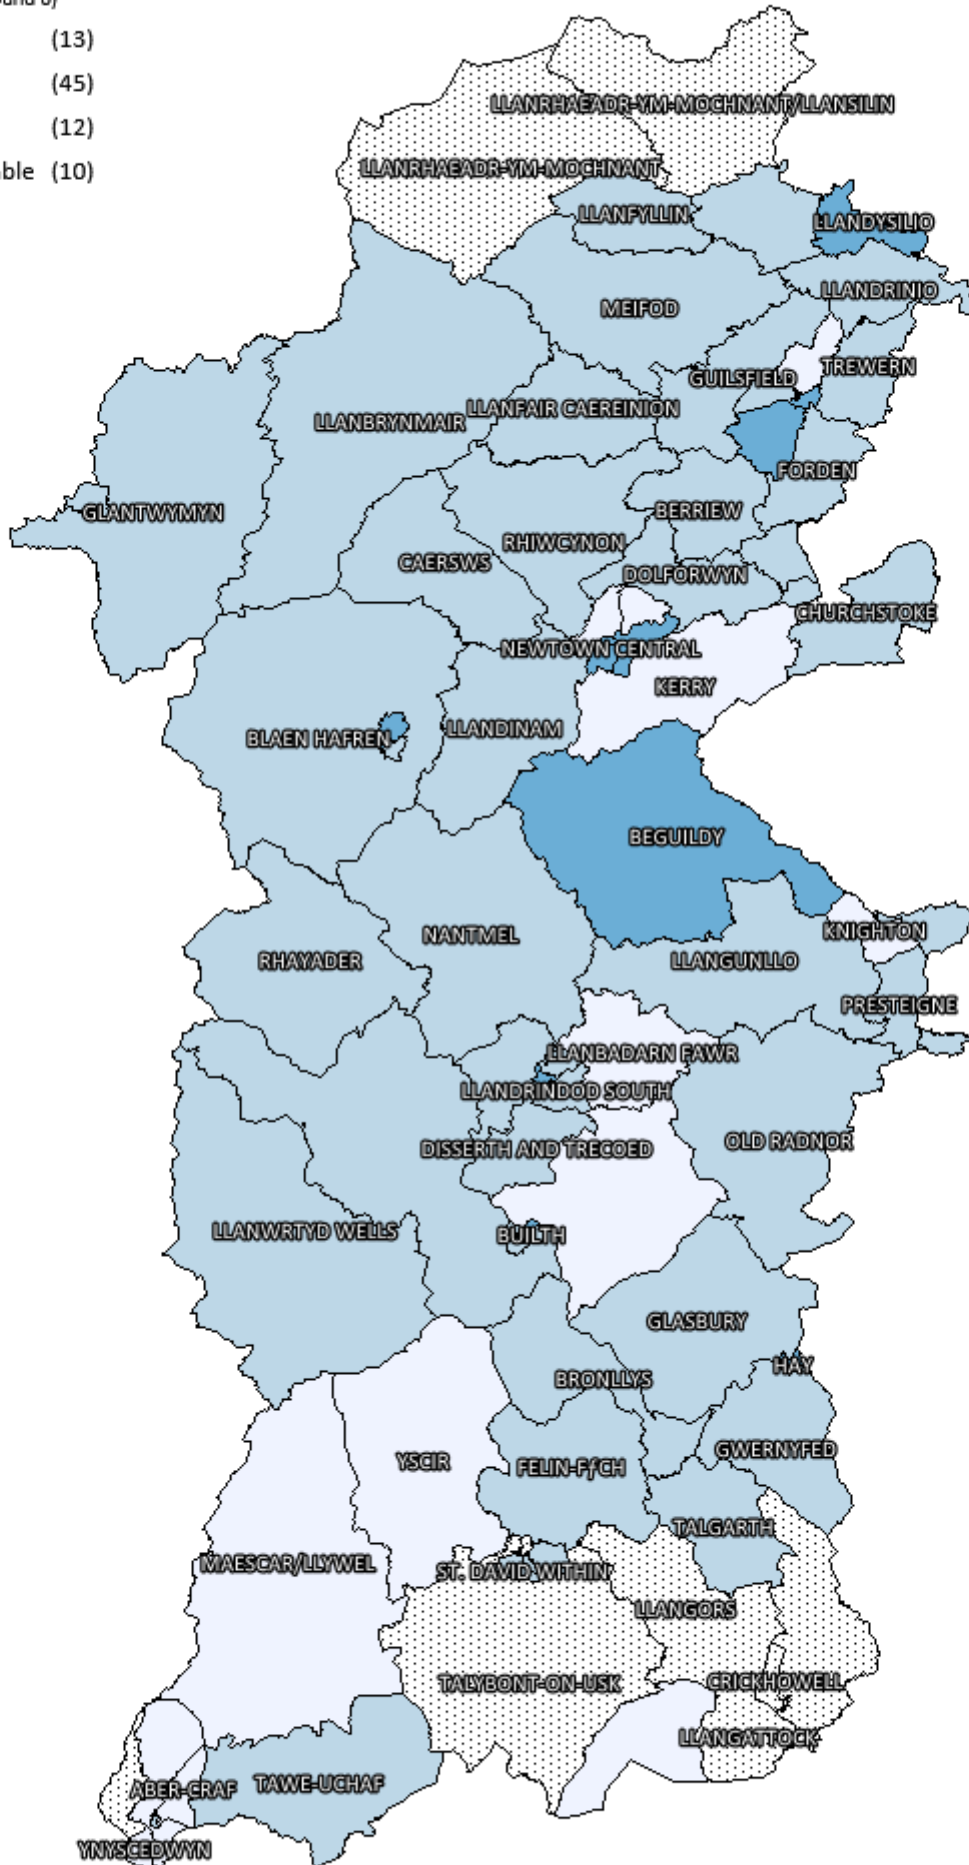 (13)
(45)
(12)
(10)
LLANRHAEADR-YM-MOCHNANT/LLANSILIN
LLANRHAEADR-YM-MOCHNANT
LLANFYLLIN
LLANDYSILIO
LLANDRINIO
MEIFOD
TREWERN
GUILSFIELD
LLANFAIR CAEREINION
LLANBRYNMAIR
FORDEN
BERRIEW
GLANTWYMYN
RHIWCYNON
CAERSWS
DOLFORWYN
CHURCHSTOKE
NEWTOWN CENTRAL
KERRY
LLANDINAM
BLAEN HAFREN
BEGUILDY
KNIGHTON
NANTMEL
RHAYADER
LLANGUNLLO
PRESTEIGNE
LLANBADARN FAWR
LLANDRINDOD SOUTH
OLD RADNOR
DISSERTH AND TRECOED
LLANWRTYD WELLS
BUILTH
GLASBURY
HAY
BRONLLYS
GWERNYFED
YSCIR
FELIN-FƒCH
TALGARTH
MAESCAR/LLYWEL
ST. DAVID WITHIN
LLANGORS
CRICKHOWELL
TALYBONT-ON-USK
LLANGATTOCK
TAWE-UCHAF
ABER-CRAF
YNYSCEDWYN